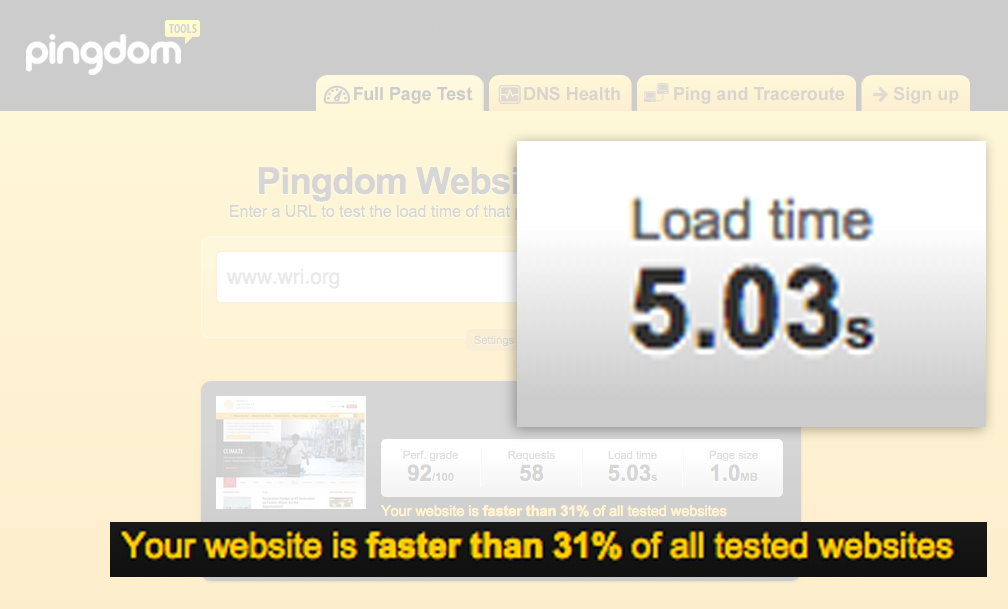 TOOLS
pingdom
Full Page Test
DNS Health
Ping and Traceroute
Sign up
Pingdom Websi
Enter a URL to test the load time of that
www.wri.org
Settings
Load time
5.03s
CLIMATE
Perf. grade
92/100
Requests
58
Load time
5.03s
Page size
1.0MB
Your website is faster than 31% of all tested websites
Your website is faster than 31% of all tested websites